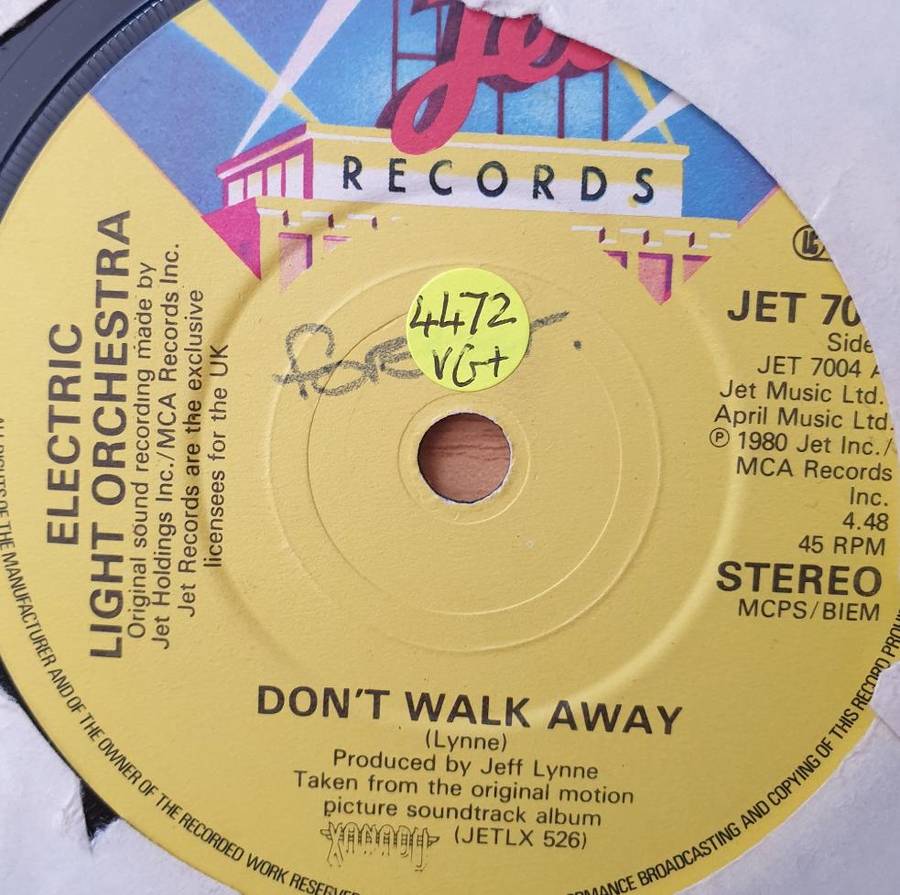 Jet
RECORDS
ELECTRIC
LIGHT ORCHESTRA
Original sound recording made by
Jet Holdings Inc./MCA Records Inc.
Jet Records are the exclusive
licensees for the UK
4472
VG+
JET 70
Side
JET 7004 A
Jet Music Ltd.
April Music Ltd.
℗ 1980 Jet Inc./
MCA Records
Inc.
4.48
45 RPM
STEREO
MCPS/BIEM
DON'T WALK AWAY
(Lynne)
Produced by Jeff Lynne
Taken from the original motion
picture soundtrack album
XANADU (JETLX 526)
OF THE MANUFACTURER AND OF THE OWNER OF THE RECORDED WORK RESERVED
BROADCASTING AND COPYING OF THIS RECORD